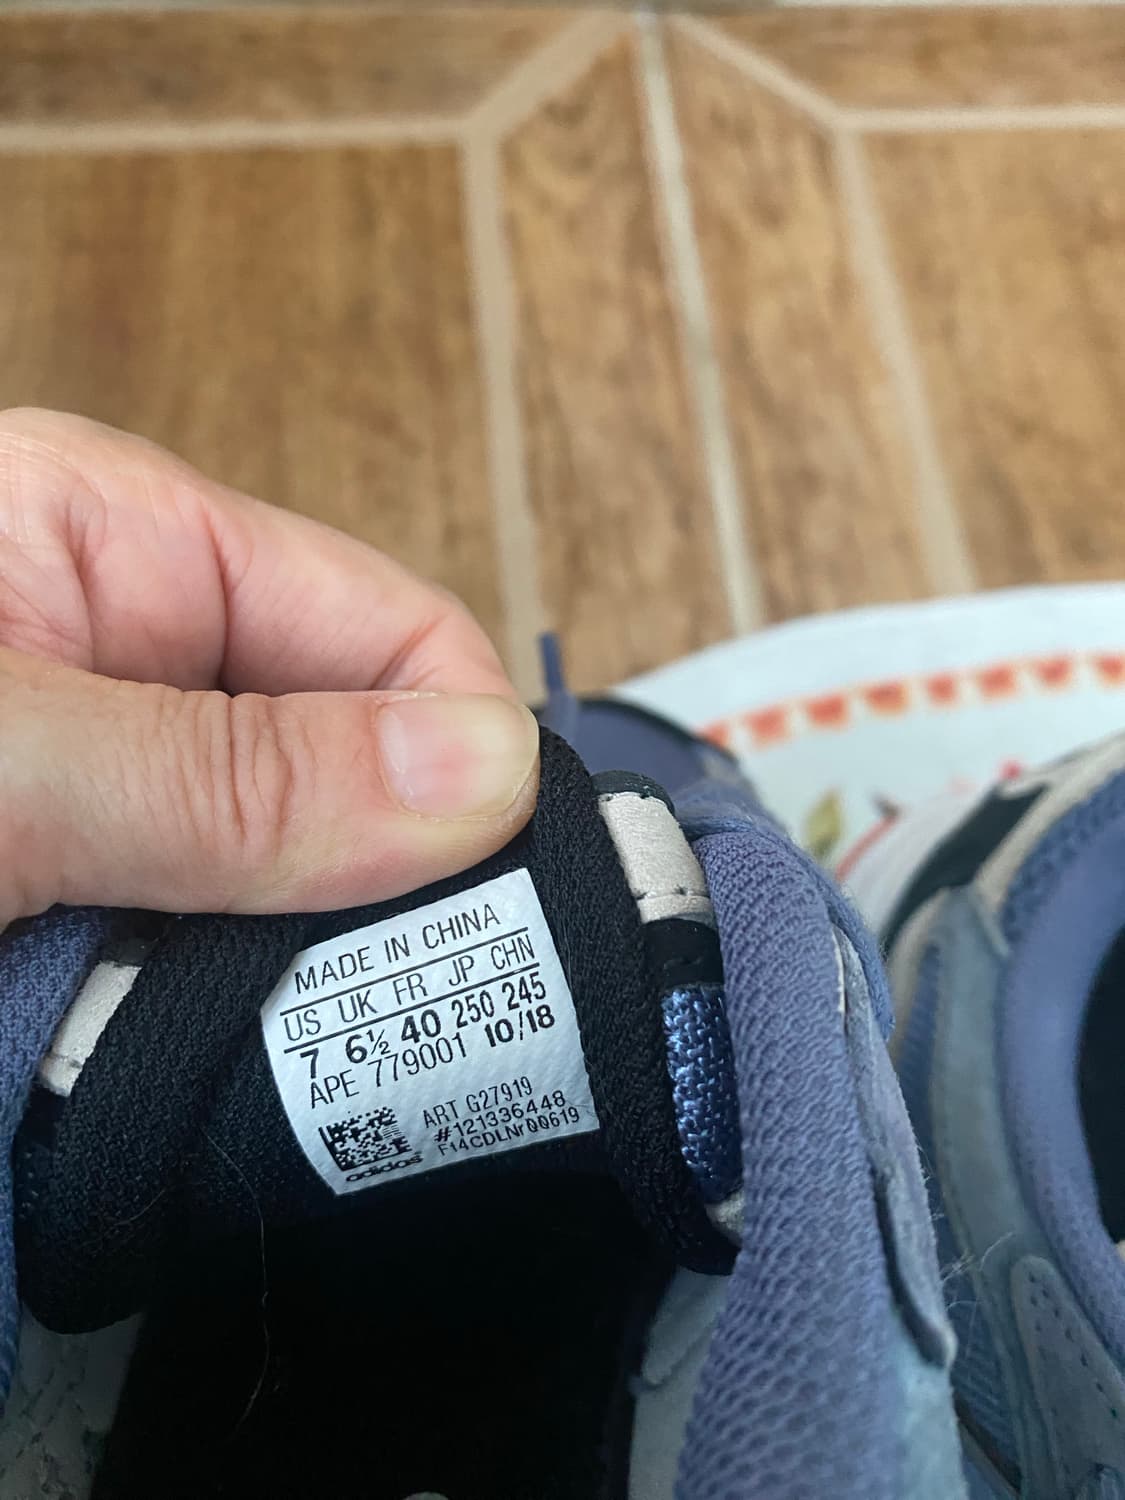 MADE IN CHINA
US UK FR JP CHN
7 6½ 40 250 245
APE 779001 10/18
ART G27919
#121336448
F14CDLNr00619
adidas